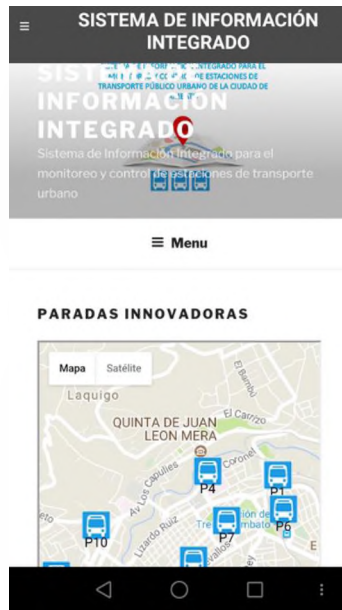 SISTEMA DE INFORMACIÓN
INTEGRADO
TRANSPORTE PÚBLICO URBANO DE LA CIUDAD DE
SISTEMA
INFORMACIÓN
INTEGRADO
Sistema de Información Integrado para el
monitoreo y control de estaciones de transporte
urbano
Menu
PARADAS INNOVADORAS
Mapa Satélite
El Bambú
Laquigo
QUINTA DE JUAN
LEON MERA
El Carrizo
Coronel
Av Los Capulíes
P4
P1
P10
Lizardo Ruiz
P7
P6
E